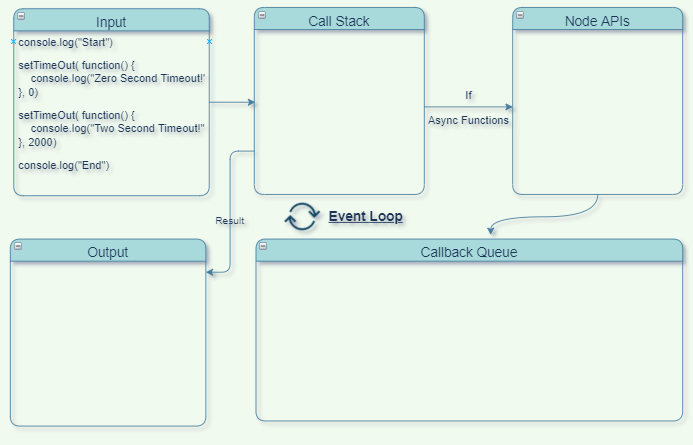 Input
console.log("Start")
setTimeOut( function() {
console.log("Zero Second Timeout!'
}, 0)
setTimeOut( function() {
console.log("Two Second Timeout!"
}, 2000)
console.log("End")
Call Stack
If
Async Functions
Node APIs
Result
Event Loop
Output
Callback Queue